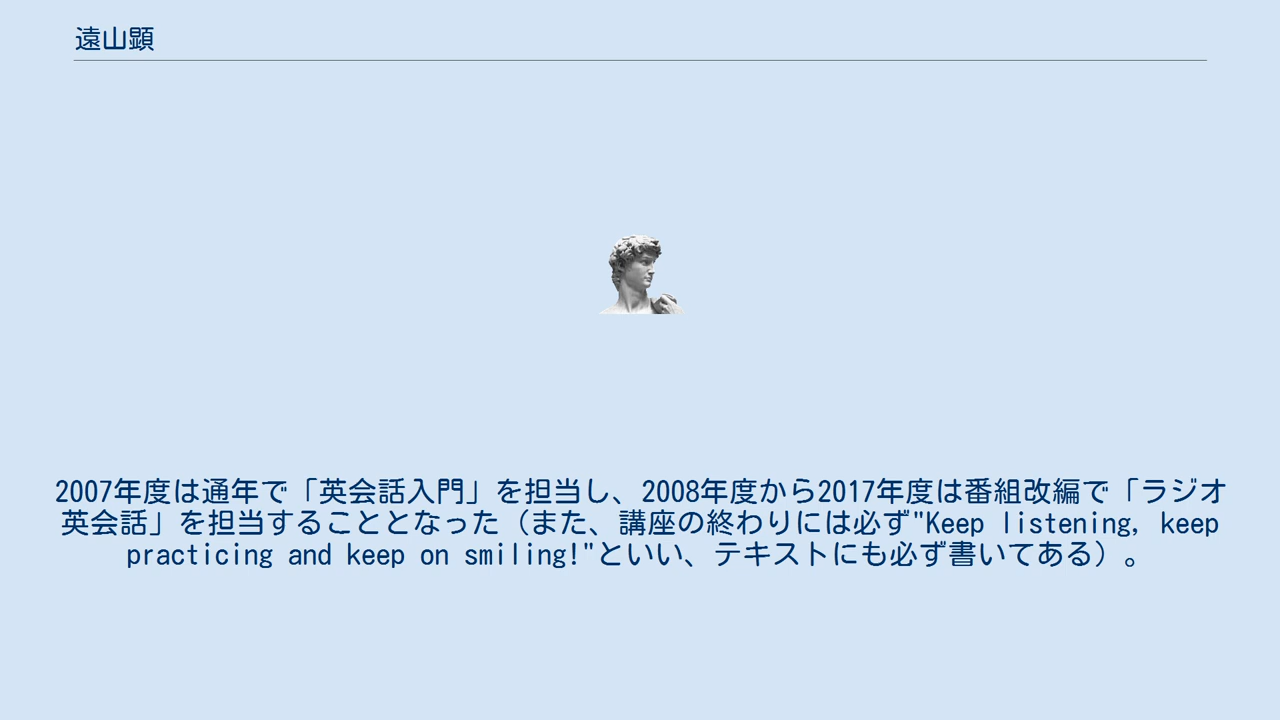 遠山顕
2007年度は通年で「英会話入門」を担当し、2008年度から2017年度は番組改編で「ラジオ
英会話」を担当することとなった（また、講座の終わりには必ず"Keep listening, keep
practicing and keep on smiling!"といい、テキストにも必ず書いてある）。